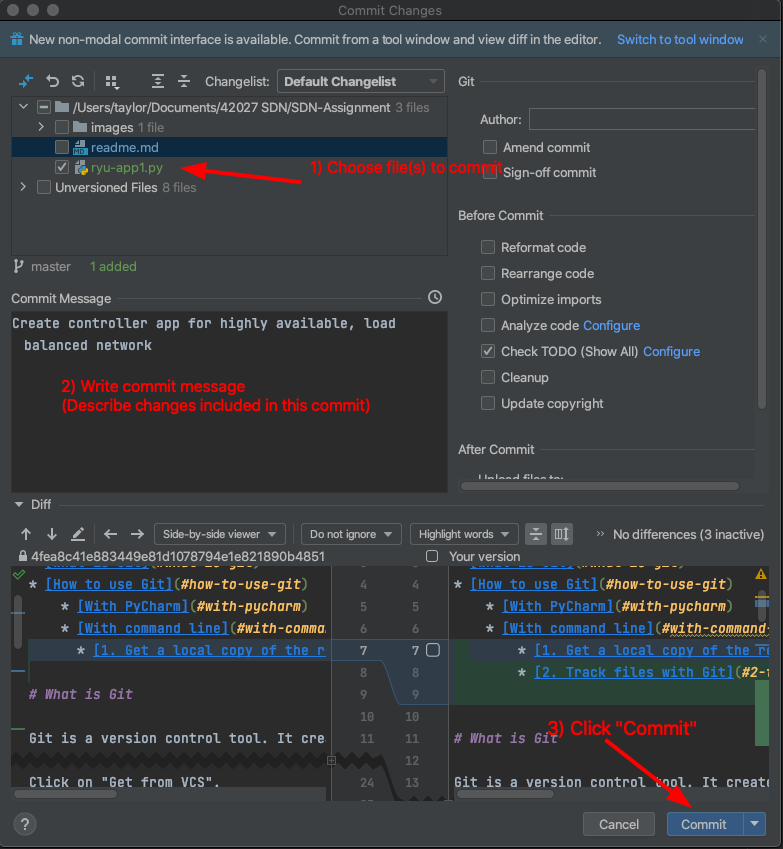 Commit Changes
New non-modal commit interface is available. Commit from a tool window and view diff in the editor. Switch to tool window
Changelist: Default Changelist
/Users/taylor/Documents/42027 SDN/SDN-Assignment 3 files
images 1 file
readme.md
ryu-app1.py
Unversioned Files 8 files
1) Choose file(s) to commit
master 1 added
Git
Author:
Amend commit
Sign-off commit
Before Commit
Reformat code
Rearrange code
Optimize imports
Analyze code Configure
Check TODO (Show All) Configure
Cleanup
Update copyright
After Commit
Upload files to:
Commit Message
Create controller app for highly available, load
balanced network
2) Write commit message
(Describe changes included in this commit)
Diff
Side-by-side viewer Do not ignore Highlight words No differences (3 inactive)
4fea8c41e883449e81d1078794e1e821890b4851 Your version
* [How to use Git](#how-to-use-git) 4 4 * [How to use Git](#how-to-use-git)
* [With PyCharm](#with-pycharm) 5 5 * [With PyCharm](#with-pycharm)
* [With command line](#with-comma 6 6 * [With command line](#with-command-
* [1. Get a local copy of the r 7 7 * [1. Get a local copy of the re
8 8 * [2. Track files with Git](#2-t
# What is Git 9 9
10 10
Git is a version control tool. It crea 11 11 # What is Git
12
Click on "Get from VCS". 24 13 Git is a version control tool. It create
3) Click "Commit"
? Cancel Commit